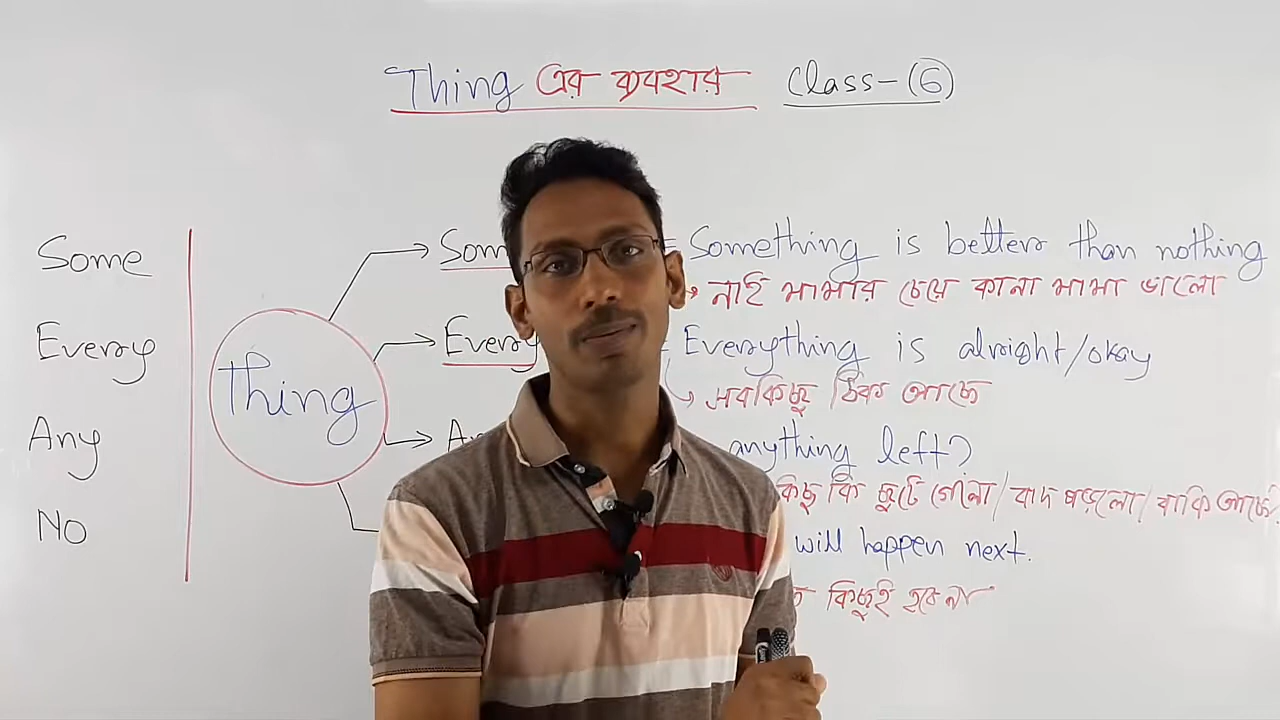 Thing এর ব্যবহার Class-(6)
Some
Every
Any
NO
Thing
Som
= Something is better than nothing
নাই মামার চেয়ে কানা মামা ভালো
Every
Everything is alright/okay
সবকিছু ঠিক আছে
An
anything left?
কিছু কি ছুটে গেলো/বাদ পড়লো/বাকি আছে
will happen next.
কিছুই হবে না